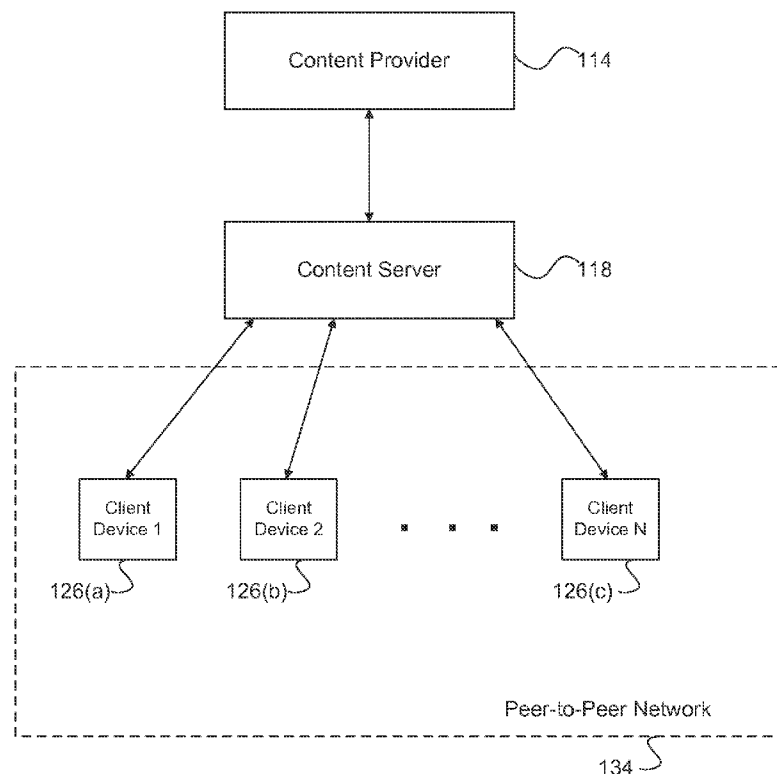 Content Provider
114
Content Server
118
Client
Device 1
Client
Device 2
Client
Device N
126(a)
126(b)
126(c)
Peer-to-Peer Network
134